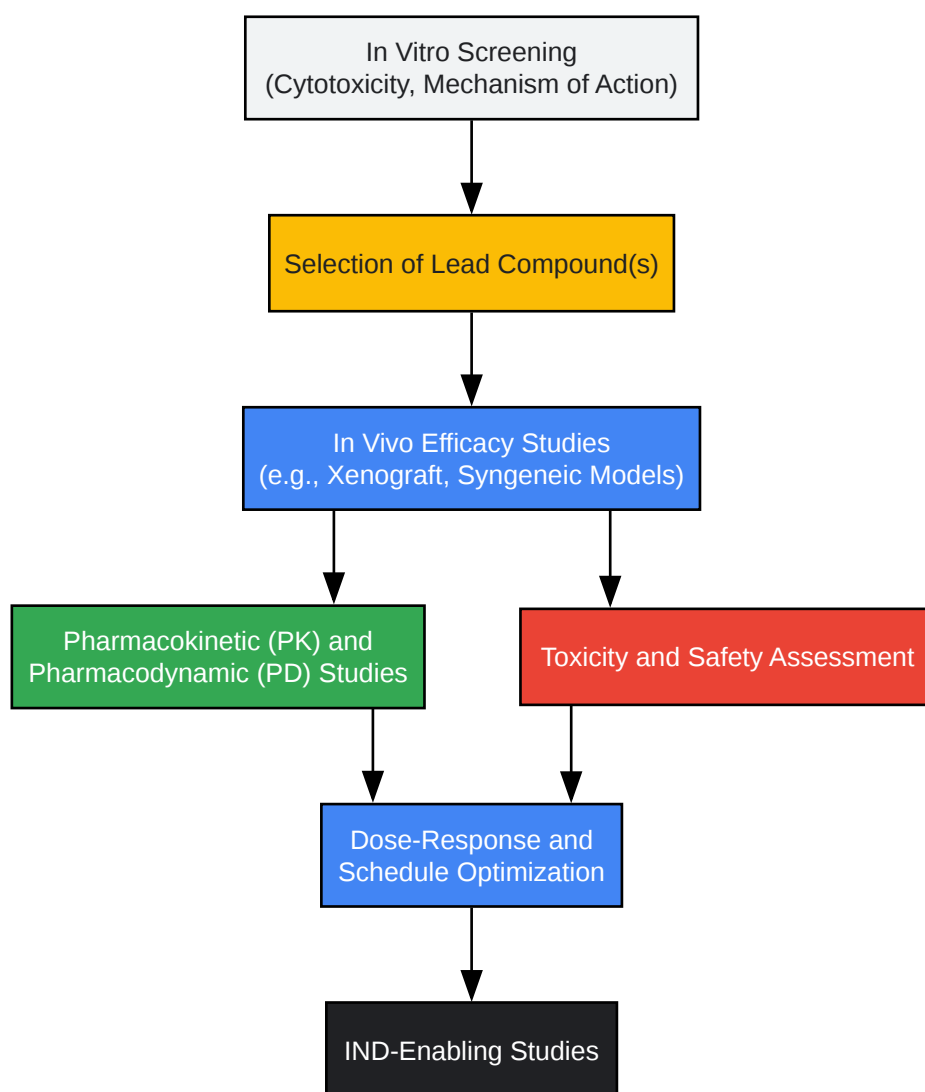 In Vitro Screening
(Cytotoxicity, Mechanism of Action)
Selection of Lead Compound(s)
In Vivo Efficacy Studies
(e.g., Xenograft, Syngeneic Models)
Pharmacokinetic (PK) and
Pharmacodynamic (PD) Studies
Toxicity and Safety Assessment
Dose-Response and
Schedule Optimization
IND-Enabling Studies